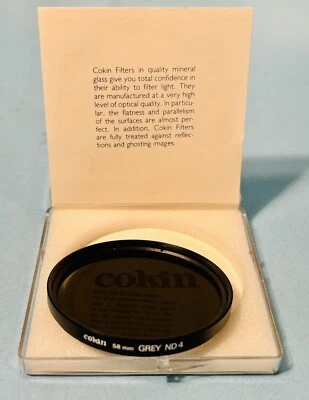 Cokin Filters in quality mineral
glass give you total confidence in
their ability to filter light. They
are manufactured at a very high
level of optical quality. In particu-
lar, the flatness and parallelism
of the surfaces are almost per-
fect. In addition, Cokin Filters
are fully treated against reflec-
tions and ghosting images.
cokin
cokin 58 mm GREY ND4